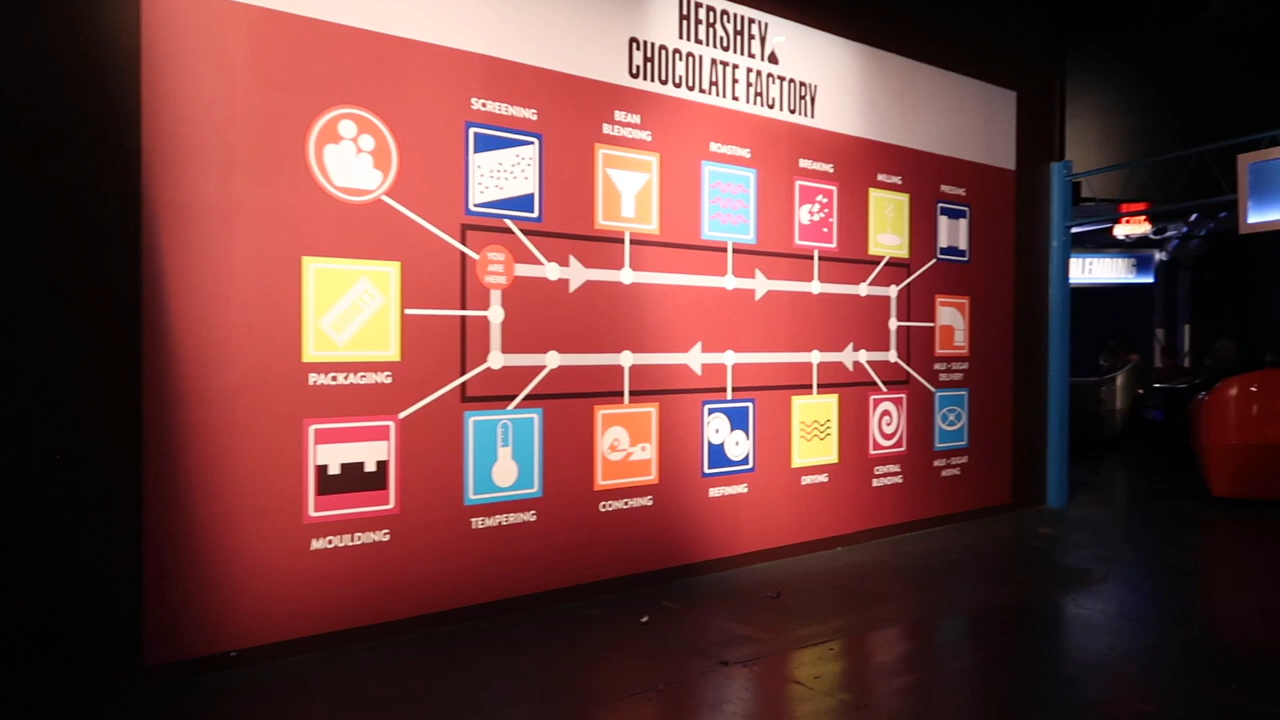 HERSHEY
CHOCOLATE FACTORY
SCREENING
BEAN
BLENDING
ROASTING
BREAKING
MILLING
PRESSING
YOU
ARE
HERE
EXIT
BLENDING
PACKAGING
MILK + SUGAR
DELIVERY
MOULDING
TEMPERING
CONCHING
REFINING
DRYING
CENTRAL
BLENDING
MILK + SUGAR
MIXING